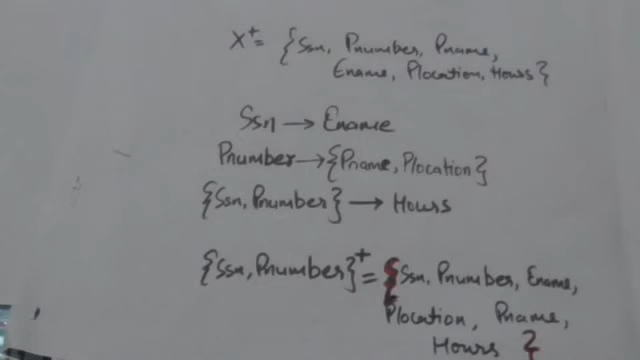 X⁺= {Ssn, Pnumber, Pname,
Ename, Plocation, Hours}
Ssn → Ename
Pnumber → {Pname, Plocation}
{Ssn, Pnumber} → Hours
{Ssn, Pnumber}⁺ = {Ssn, Pnumber, Ename,
Plocation, Pname,
Hours }